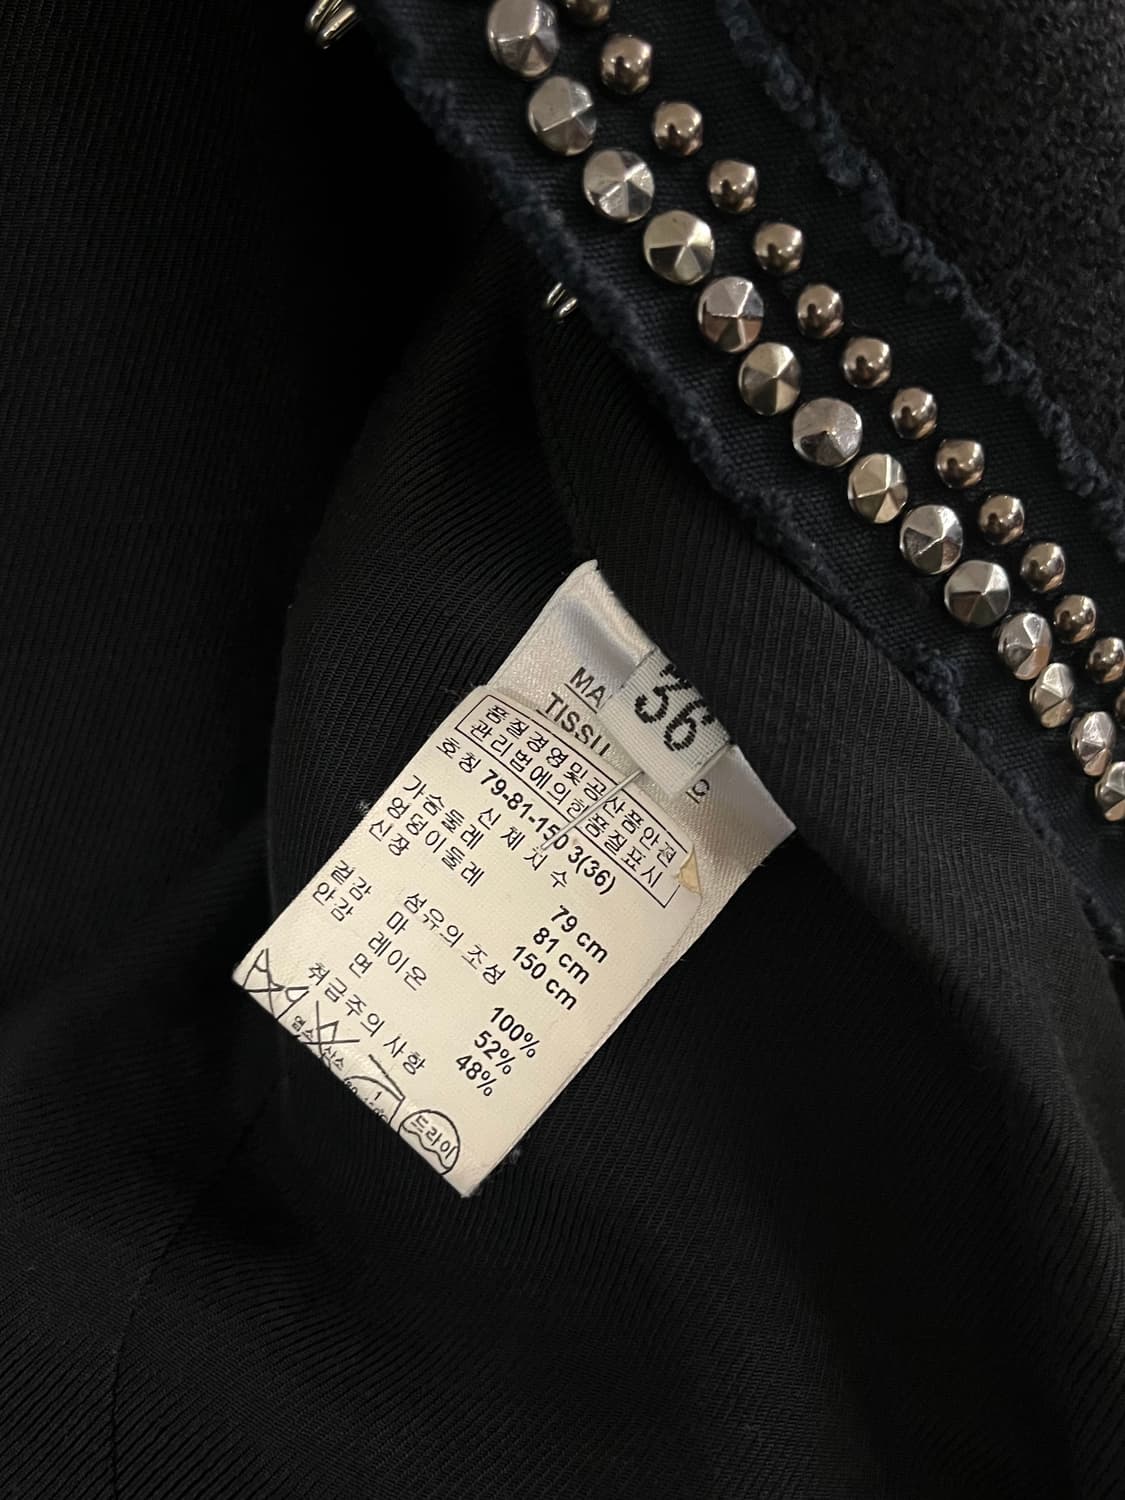 36
MA
TISSU
품질경영및공산품안전
관리법에의한품질표시
호칭 79-81-150 3(36)
신체치수
가슴둘레 79 cm
엉덩이둘레 81 cm
신장 150 cm
섬유의 조성
겉감 마 100%
안감 레이온 52%
면 48%
취급주의 사항
염소
산소
드라이